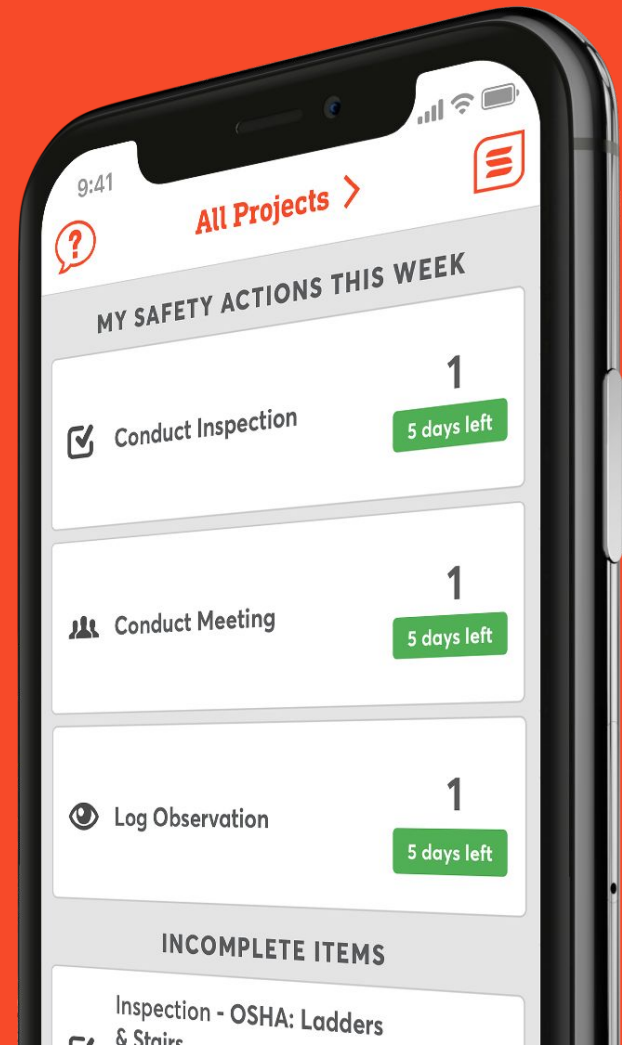 9:41
?
All Projects
MY SAFETY ACTIONS THIS WEEK
1
Conduct Inspection
5 days left
1
Conduct Meeting
5 days left
1
Log Observation
5 days left
INCOMPLETE ITEMS
Inspection - OSHA: Ladders
& Stairs